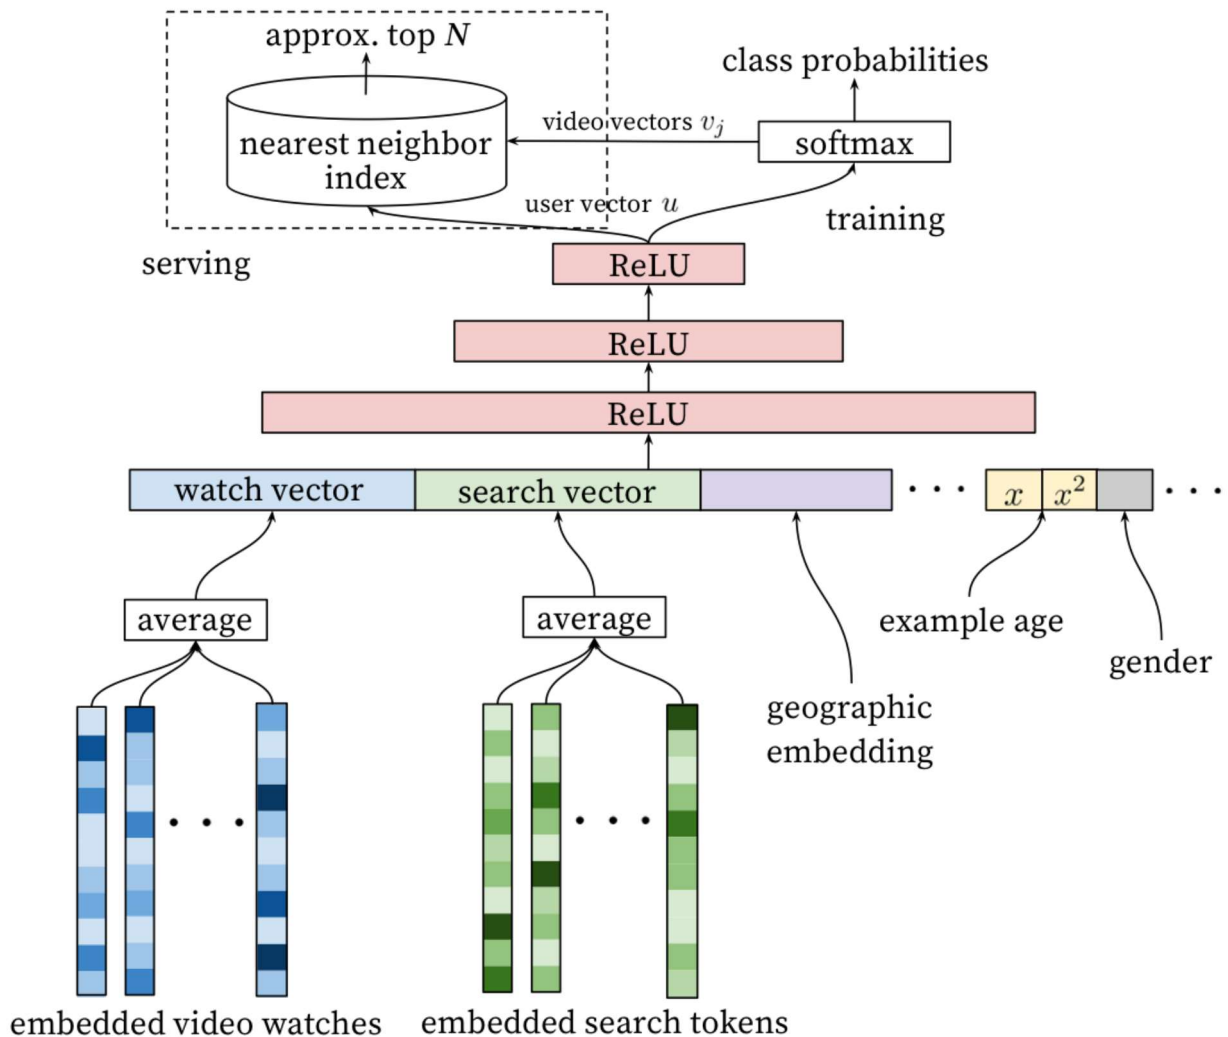 approx. top N
class probabilities
video vectors v_j
softmax
nearest neighbor
index
user vector u
training
serving
ReLU
ReLU
ReLU
watch vector
search vector
. . .
x
x²
. . .
average
average
example age
gender
geographic
embedding
. . .
. . .
embedded video watches
embedded search tokens